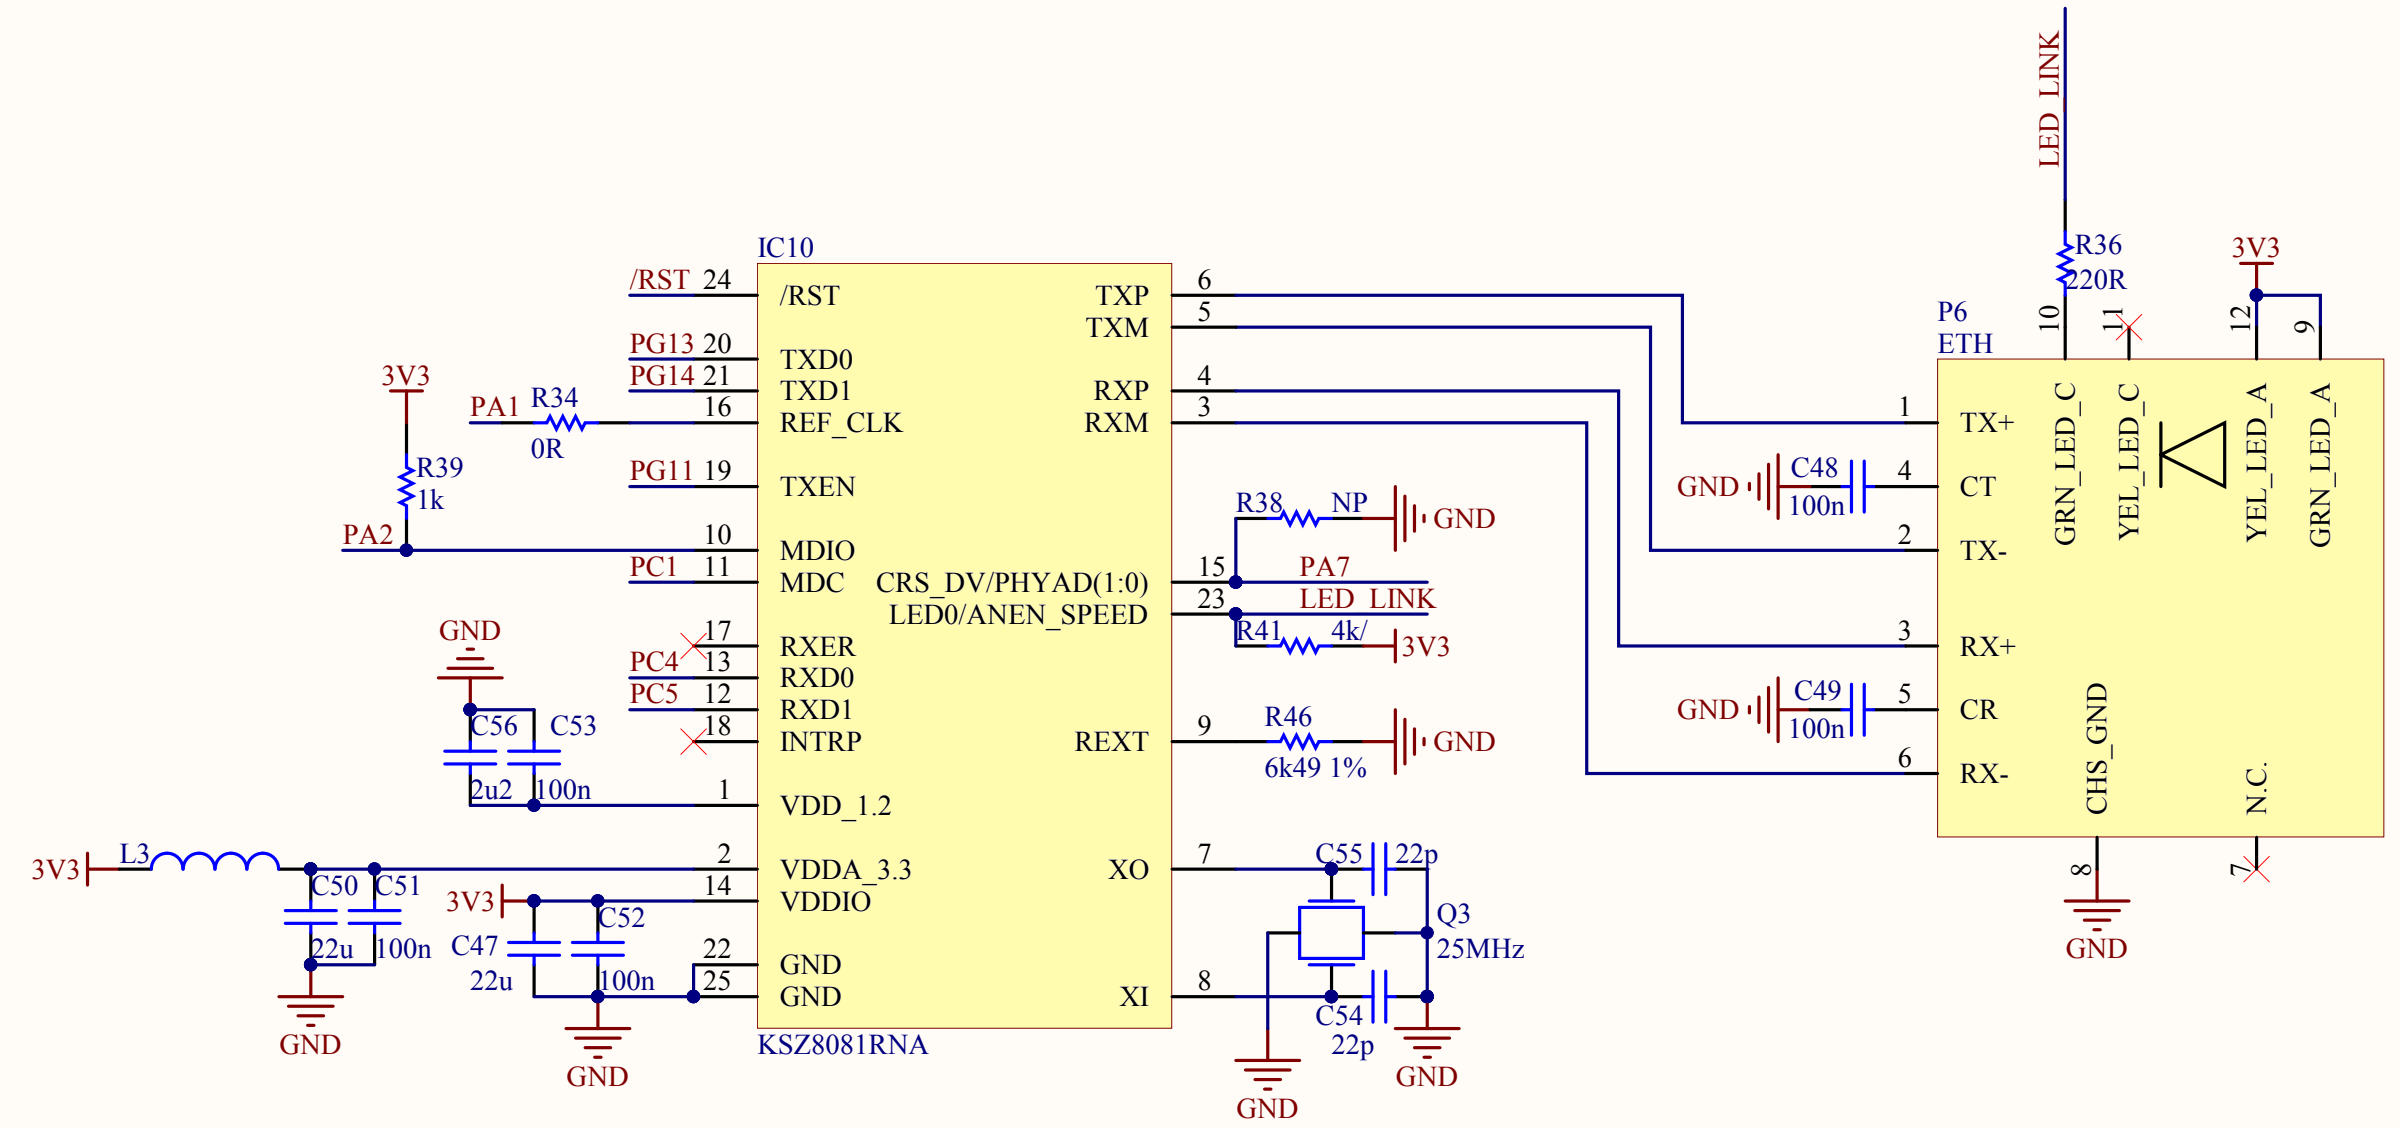 LED_LINK
R36
220R
3V3
10
11
12
9
P6
ETH
GRN_LED_C
YEL_LED_C
YEL_LED_A
GRN_LED_A
1 TX+
GND C48 100n 4 CT
2 TX-
3 RX+
GND C49 100n 5 CR
6 RX-
CHS_GND
N.C.
8
7
GND
IC10
/RST 24 /RST
PG13 20 TXD0
PG14 21 TXD1
PA1 R34 0R 16 REF_CLK
PG11 19 TXEN
3V3
R39
1k
PA2 10 MDIO
PC1 11 MDC
17 RXER
PC4 13 RXD0
PC5 12 RXD1
18 INTRP
GND
C56 C53
2u2 100n
1 VDD_1.2
3V3 L3 2 VDDA_3.3
C50 C51
22u 100n
GND
3V3 14 VDDIO
C47 C52
22u 100n
22 GND
25 GND
GND
KSZ8081RNA
TXP 6
TXM 5
RXP 4
RXM 3
R38 NP GND
CRS_DV/PHYAD(1:0) 15 PA7
LED0/ANEN_SPEED 23 LED_LINK
R41 4k7 3V3
REXT 9 R46 GND
6k49 1%
XO 7 C55 22p
Q3
25MHz
XI 8 C54
22p
GND
GND